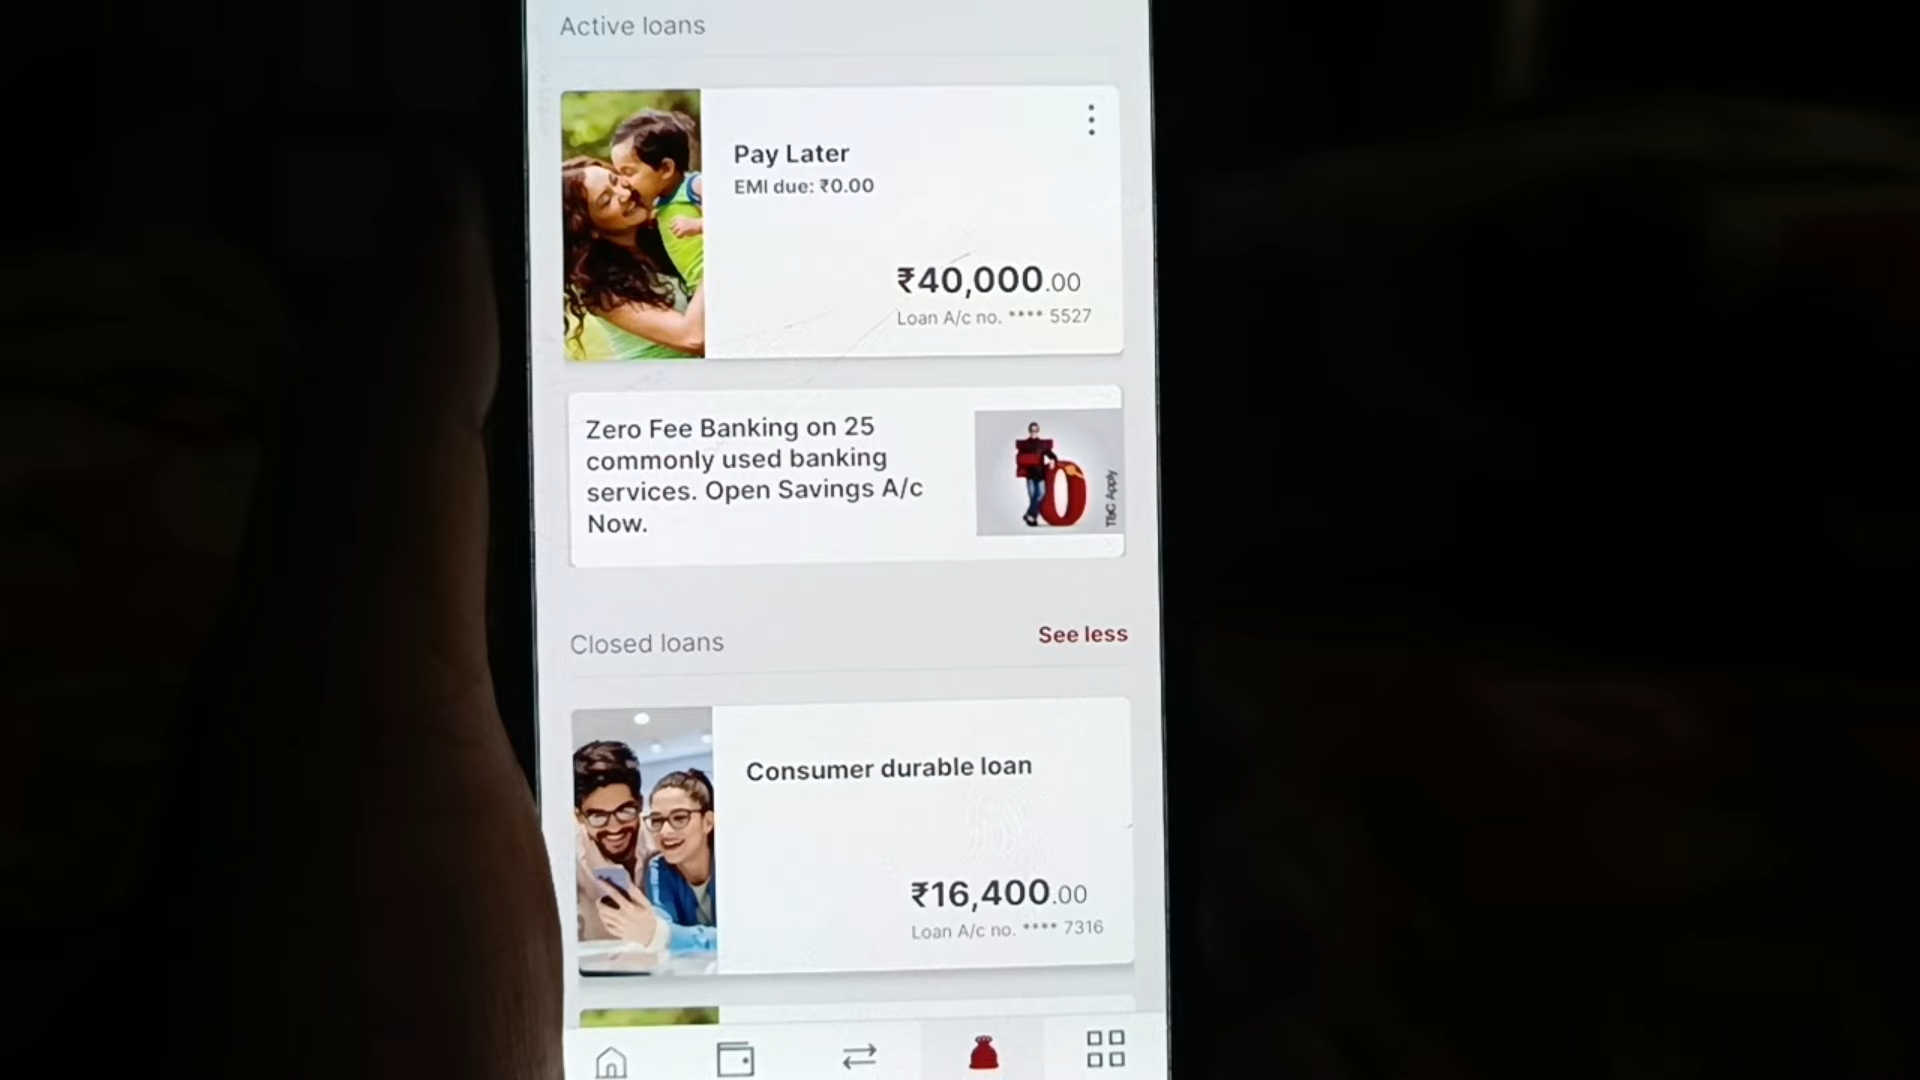 Active loans
Pay Later
EMI due: ₹0.00
₹40,000.00
Loan A/c no. **** 5527
Zero Fee Banking on 25
commonly used banking
services. Open Savings A/c
Now.
T&C Apply
Closed loans
See less
Consumer durable loan
₹16,400.00
Loan A/c no. **** 7316